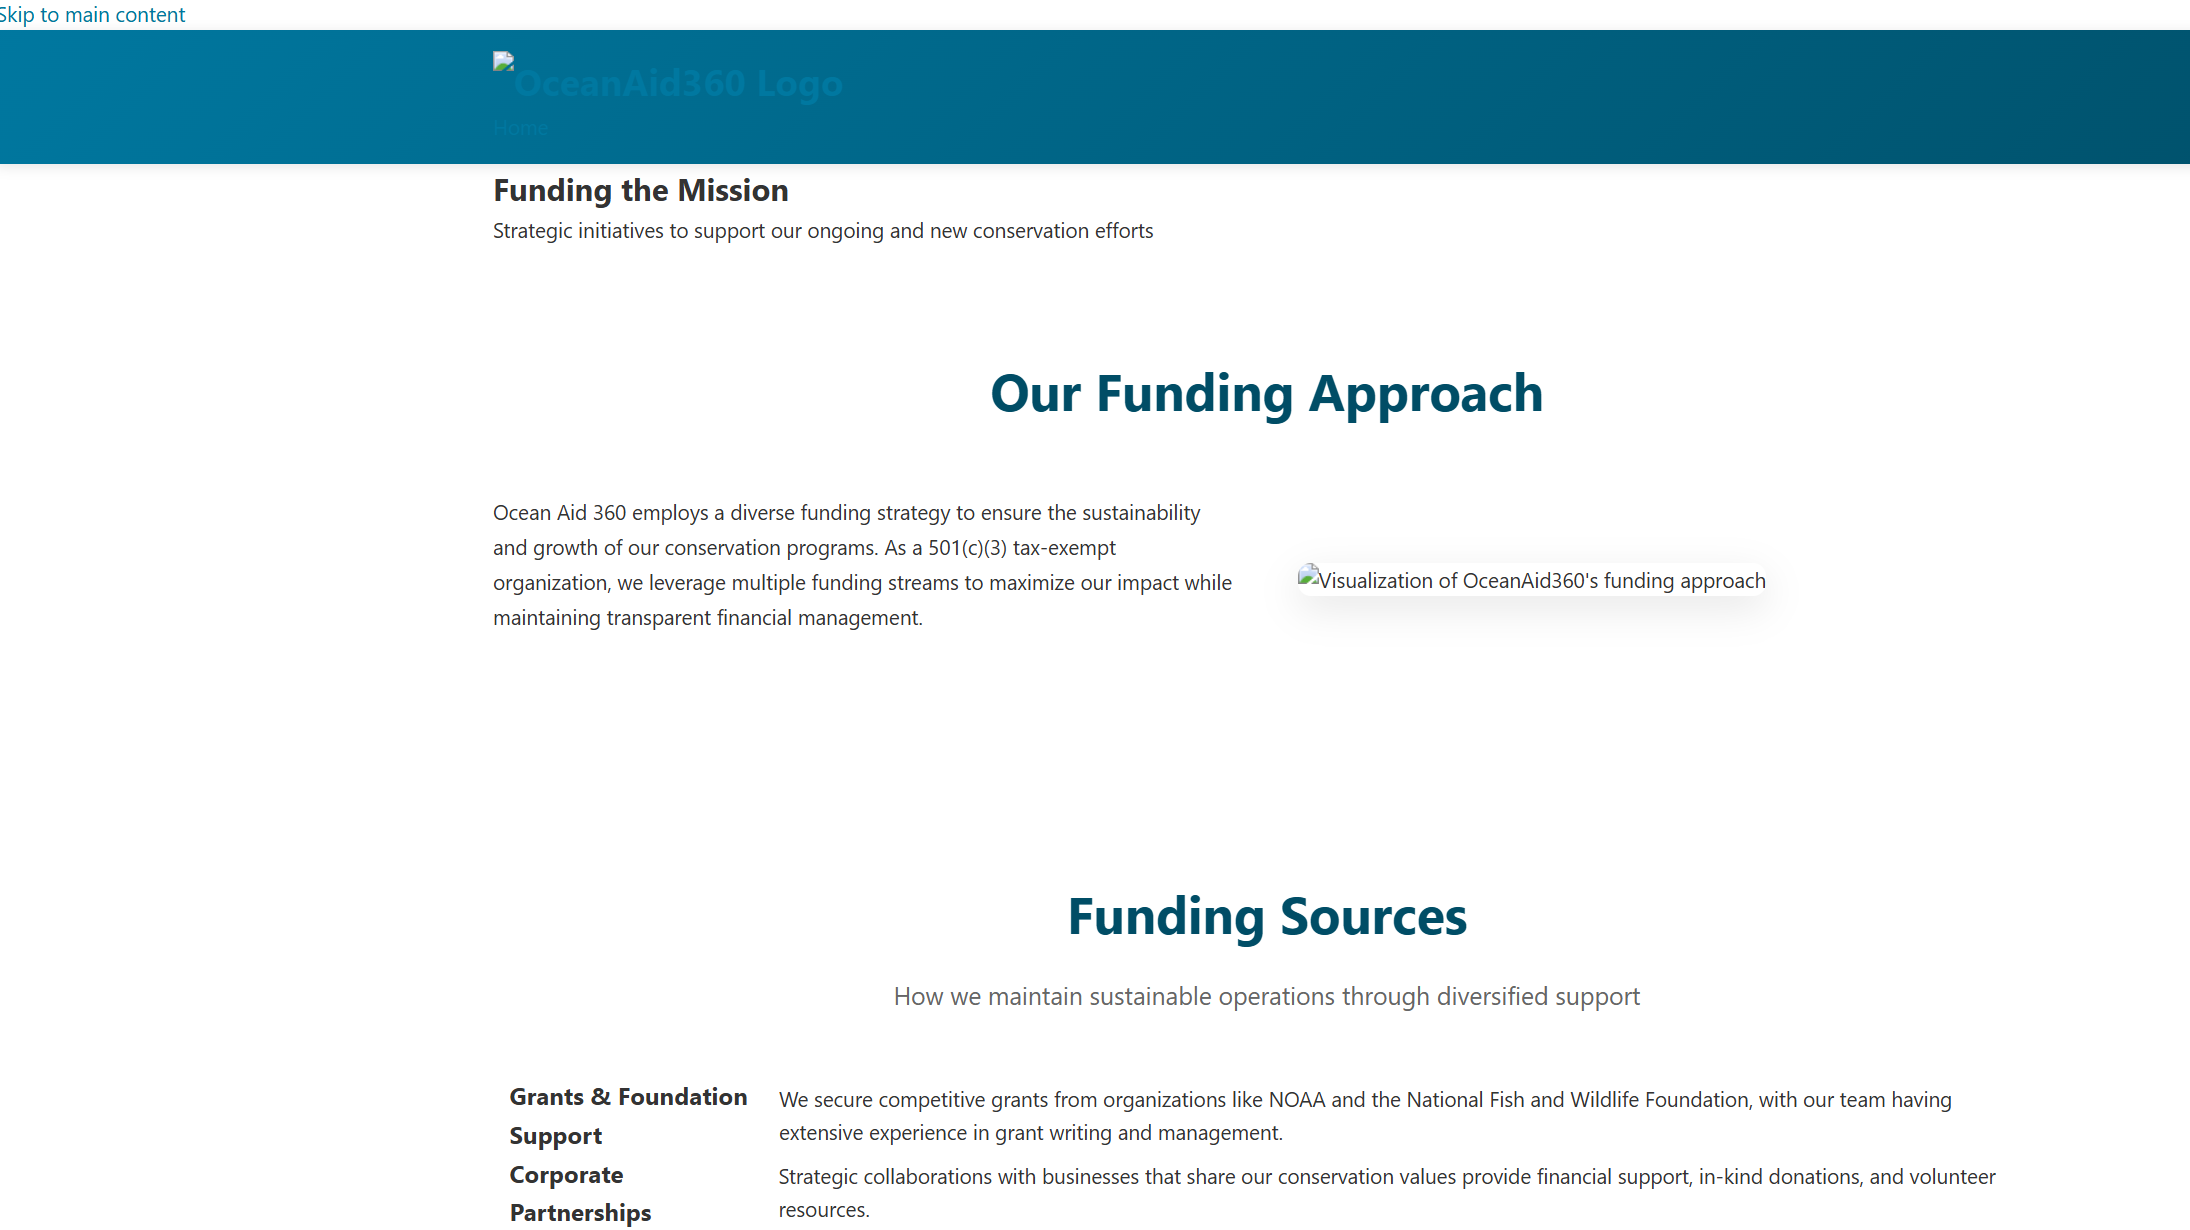 Skip to main content
OceanAid360 Logo
Home
Funding the Mission
Strategic initiatives to support our ongoing and new conservation efforts
Our Funding Approach
Ocean Aid 360 employs a diverse funding strategy to ensure the sustainability
and growth of our conservation programs. As a 501(c)(3) tax-exempt
organization, we leverage multiple funding streams to maximize our impact while
maintaining transparent financial management.
Visualization of OceanAid360's funding approach
Funding Sources
How we maintain sustainable operations through diversified support
Grants & Foundation
Support
We secure competitive grants from organizations like NOAA and the National Fish and Wildlife Foundation, with our team having
extensive experience in grant writing and management.
Corporate
Partnerships
Strategic collaborations with businesses that share our conservation values provide financial support, in-kind donations, and volunteer
resources.